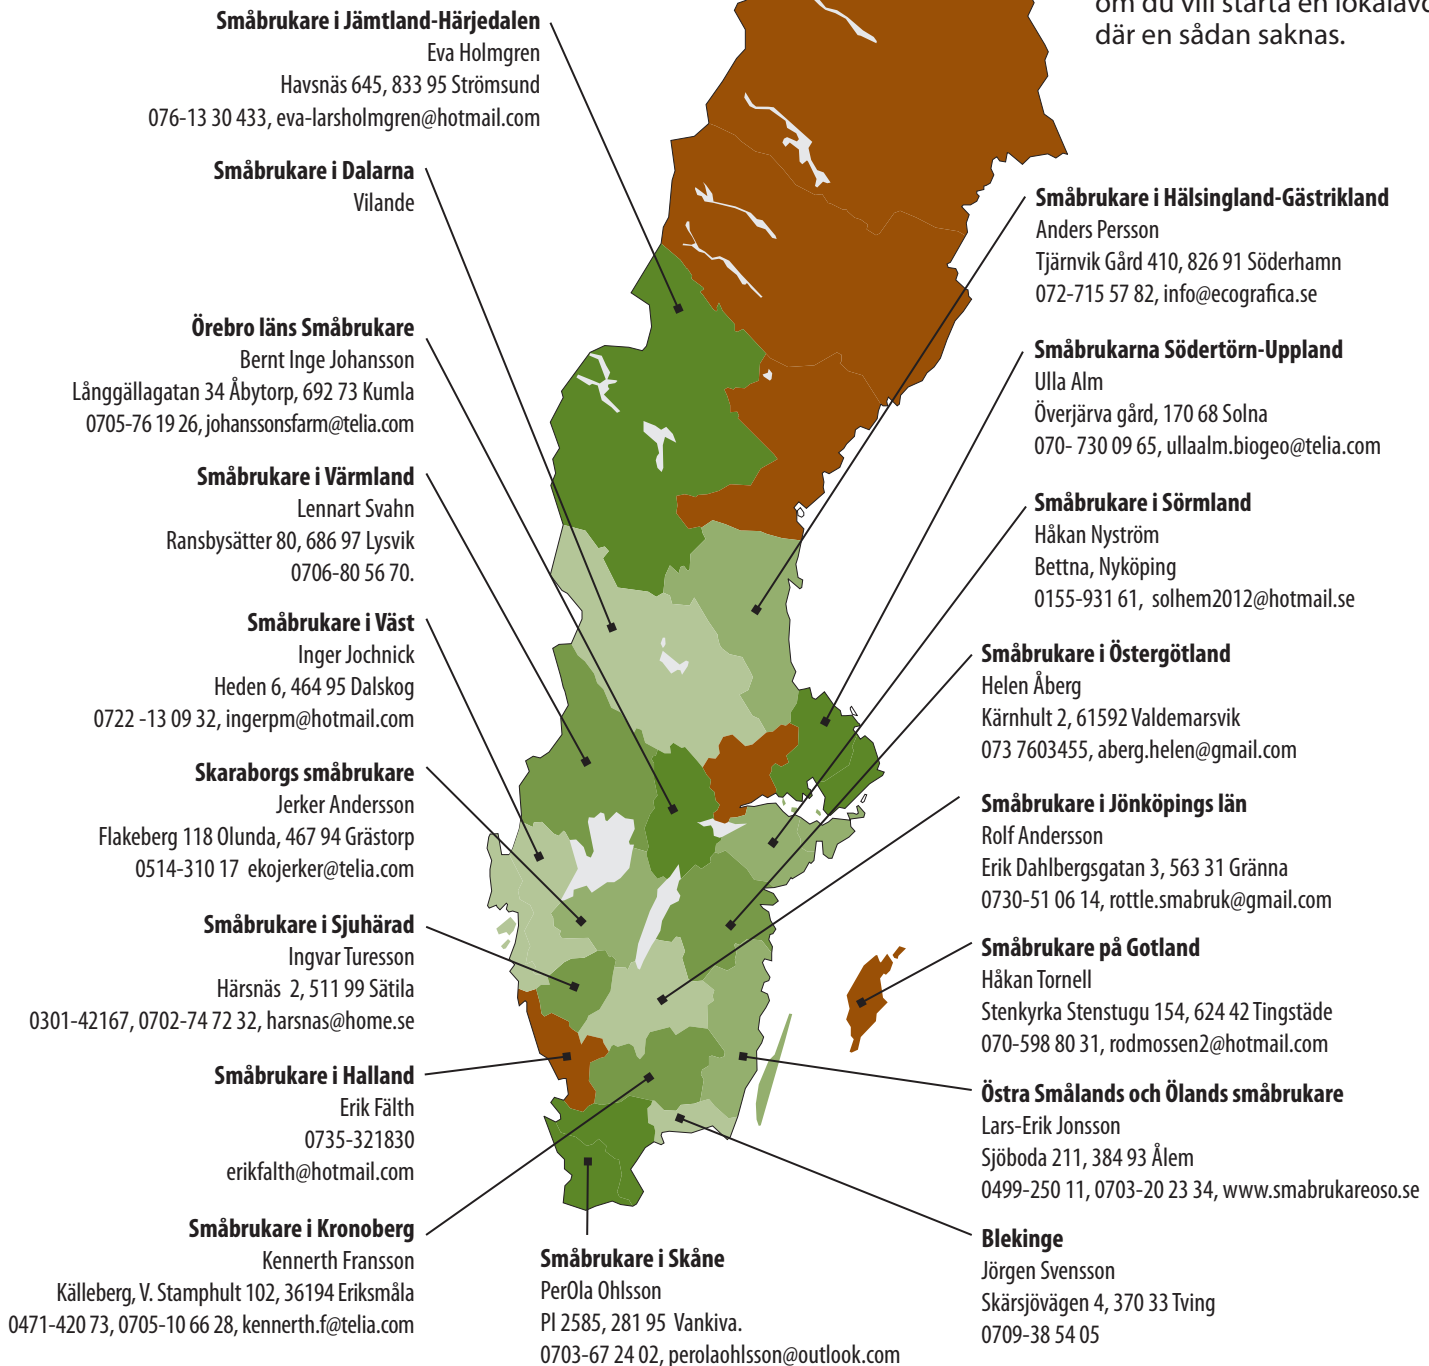 om du vill starta en lokalavd
där en sådan saknas.
Småbrukare i Jämtland-Härjedalen
Eva Holmgren
Havsnäs 645, 833 95 Strömsund
076-13 30 433, eva-larsholmgren@hotmail.com
Småbrukare i Dalarna
Vilande
Örebro läns Småbrukare
Bernt Inge Johansson
Långgällagatan 34 Åbytorp, 692 73 Kumla
0705-76 19 26, johanssonsfarm@telia.com
Småbrukare i Värmland
Lennart Svahn
Ransbysätter 80, 686 97 Lysvik
0706-80 56 70.
Småbrukare i Väst
Inger Jochnick
Heden 6, 464 95 Dalskog
0722 -13 09 32, ingerpm@hotmail.com
Skaraborgs småbrukare
Jerker Andersson
Flakeberg 118 Olunda, 467 94 Grästorp
0514-310 17 ekojerker@telia.com
Småbrukare i Sjuhärad
Ingvar Turesson
Härsnäs 2, 511 99 Sätila
0301-42167, 0702-74 72 32, harsnas@home.se
Småbrukare i Halland
Erik Fälth
0735-321830
erikfalth@hotmail.com
Småbrukare i Kronoberg
Kennerth Fransson
Källeberg, V. Stamphult 102, 36194 Eriksmåla
0471-420 73, 0705-10 66 28, kennerth.f@telia.com
Småbrukare i Skåne
PerOla Ohlsson
Pl 2585, 281 95 Vankiva.
0703-67 24 02, perolaohlsson@outlook.com
Småbrukare i Hälsingland-Gästrikland
Anders Persson
Tjärnvik Gård 410, 826 91 Söderhamn
072-715 57 82, info@ecografica.se
Småbrukarna Södertörn-Uppland
Ulla Alm
Överjärva gård, 170 68 Solna
070- 730 09 65, ullaalm.biogeo@telia.com
Småbrukare i Sörmland
Håkan Nyström
Bettna, Nyköping
0155-931 61, solhem2012@hotmail.se
Småbrukare i Östergötland
Helen Åberg
Kärnhult 2, 61592 Valdemarsvik
073 7603455, aberg.helen@gmail.com
Småbrukare i Jönköpings län
Rolf Andersson
Erik Dahlbergsgatan 3, 563 31 Gränna
0730-51 06 14, rottle.smabruk@gmail.com
Småbrukare på Gotland
Håkan Tornell
Stenkyrka Stenstugu 154, 624 42 Tingstäde
070-598 80 31, rodmossen2@hotmail.com
Östra Smålands och Ölands småbrukare
Lars-Erik Jonsson
Sjöboda 211, 384 93 Ålem
0499-250 11, 0703-20 23 34, www.smabrukareoso.se
Blekinge
Jörgen Svensson
Skärsjövägen 4, 370 33 Tving
0709-38 54 05